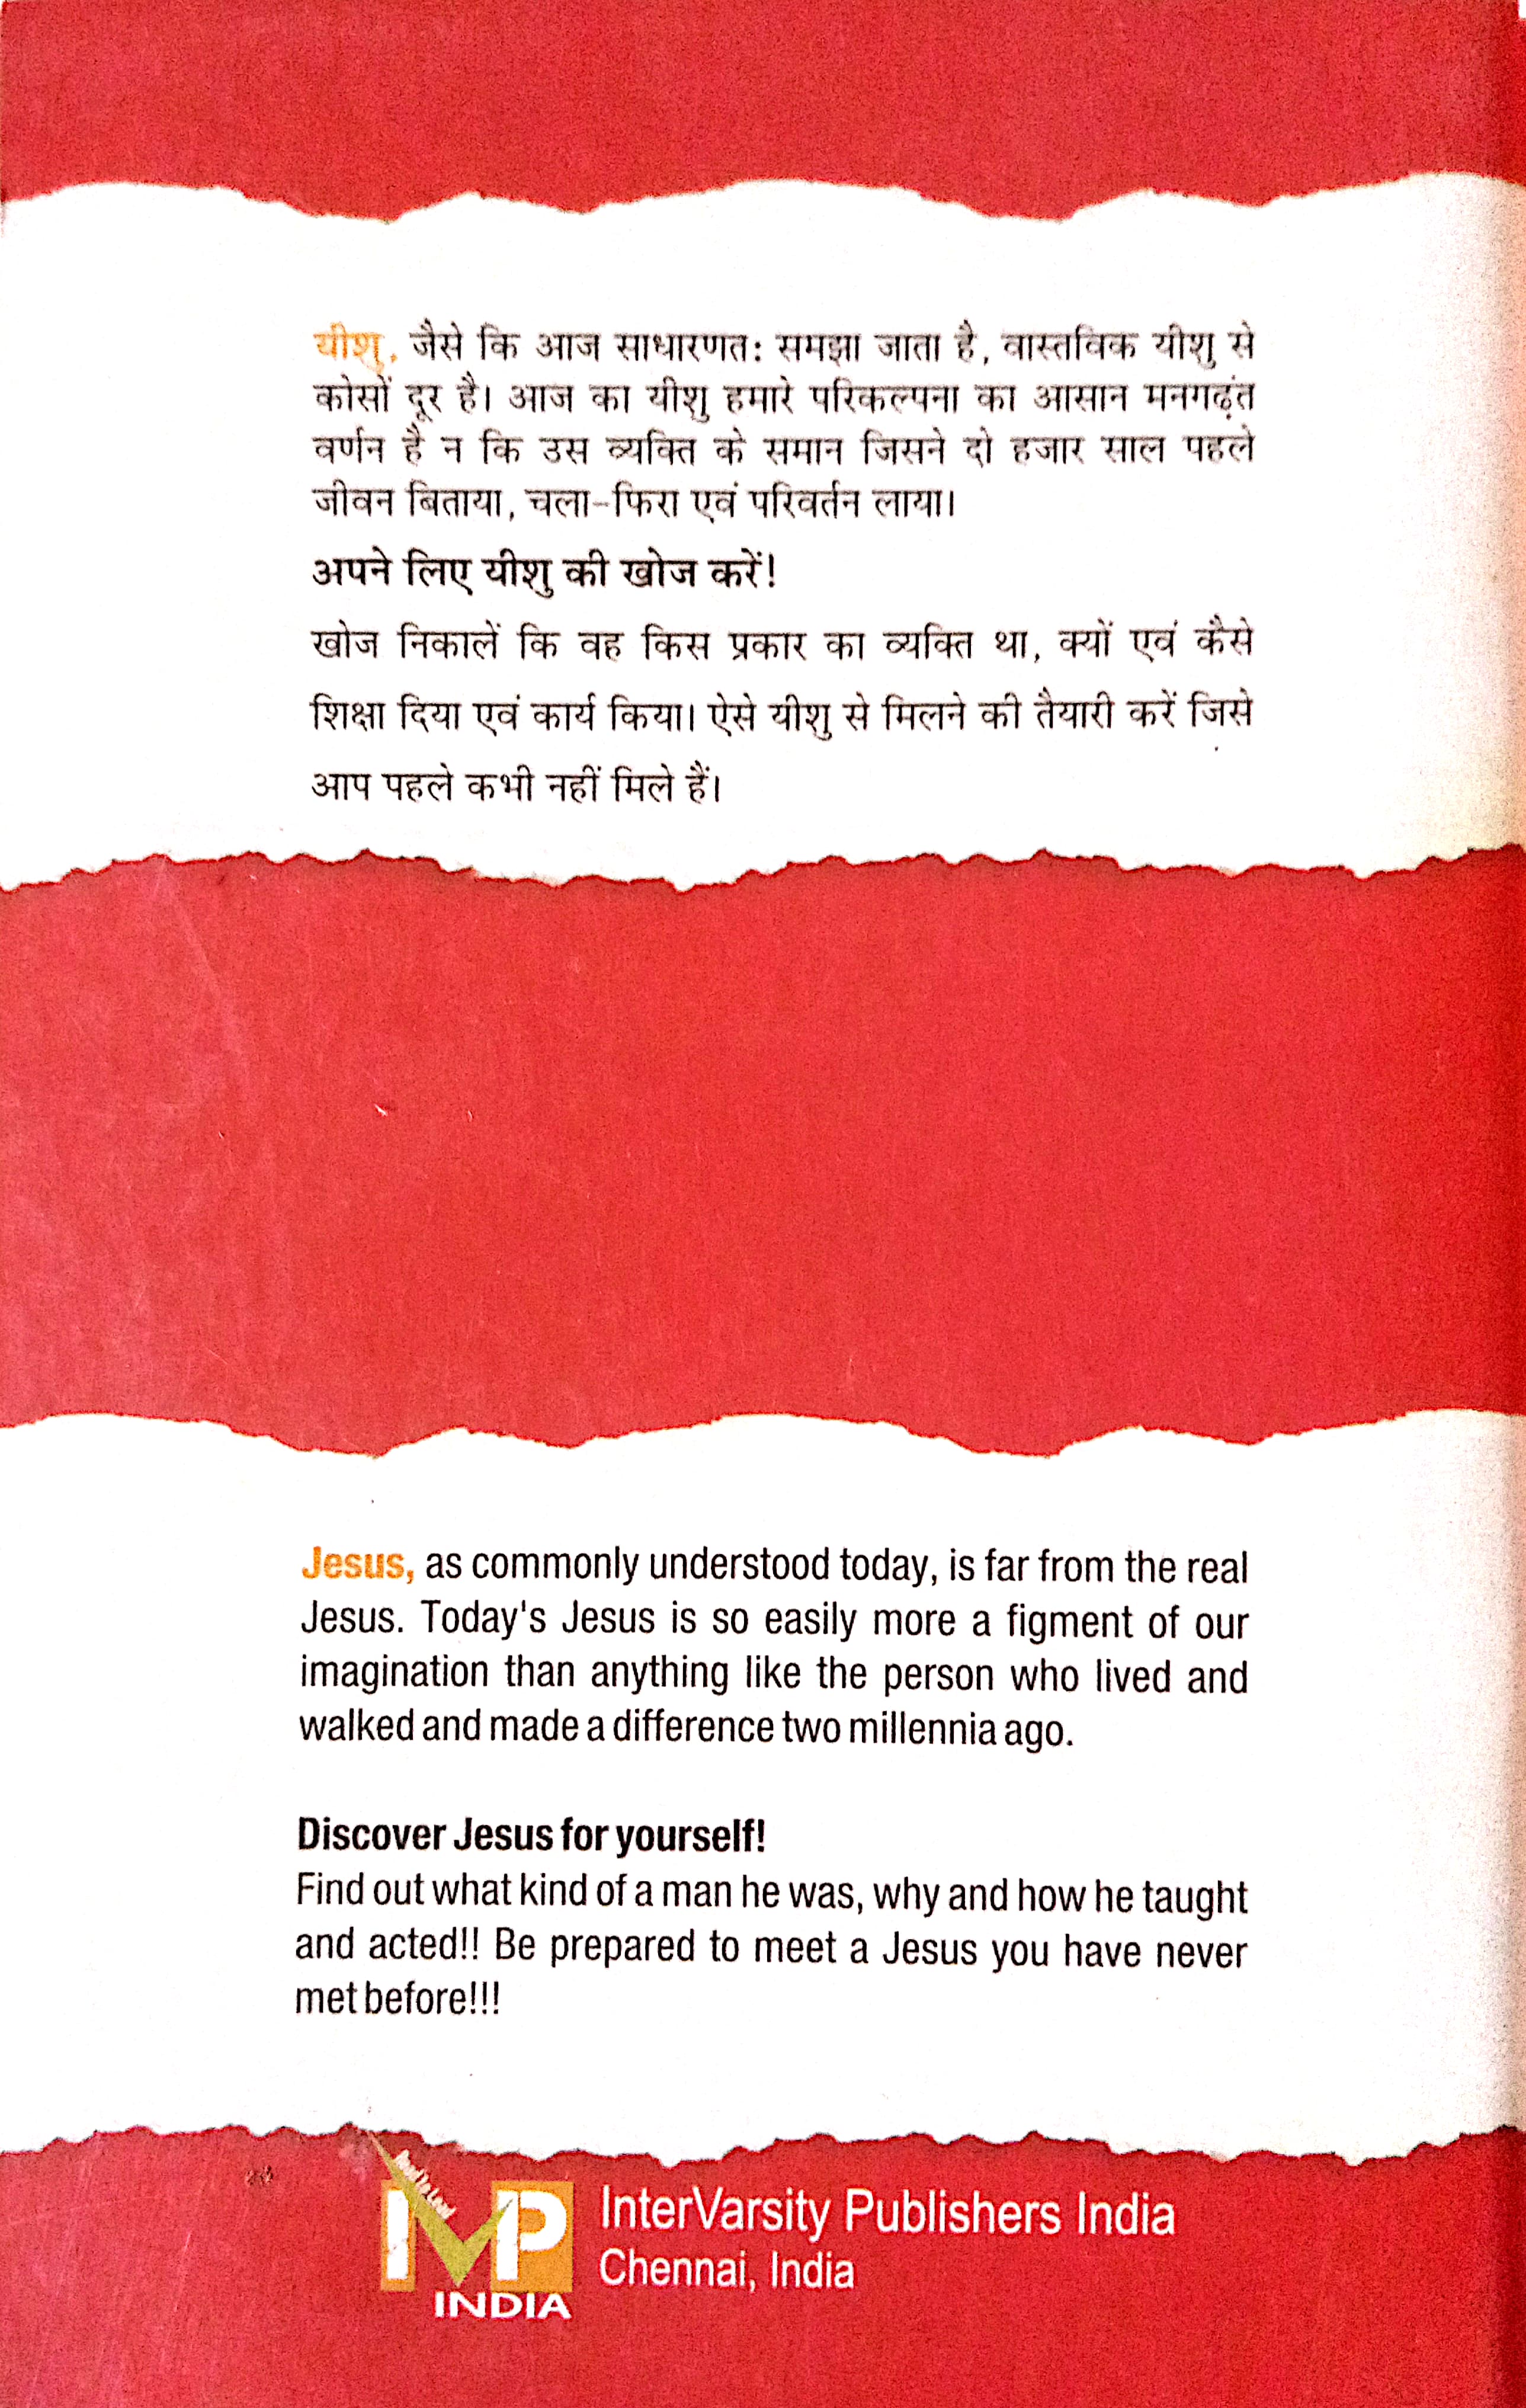 यीशु, जैसे कि आज साधारणत: समझा जाता है, वास्तविक यीशु से
कोसों दूर है। आज का यीशु हमारे परिकल्पना का आसान मनगढ़ंत
वर्णन है न कि उस व्यक्ति के समान जिसने दो हजार साल पहले
जीवन बिताया, चला-फिरा एवं परिवर्तन लाया।
अपने लिए यीशु की खोज करें!
खोज निकालें कि वह किस प्रकार का व्यक्ति था, क्यों एवं कैसे
शिक्षा दिया एवं कार्य किया। ऐसे यीशु से मिलने की तैयारी करें जिसे
आप पहले कभी नहीं मिले हैं।
Jesus, as commonly understood today, is far from the real
Jesus. Today's Jesus is so easily more a figment of our
imagination than anything like the person who lived and
walked and made a difference two millennia ago.
Discover Jesus for yourself!
Find out what kind of a man he was, why and how he taught
and acted!! Be prepared to meet a Jesus you have never
met before!!!
Read To Lead
IVP
INDIA
InterVarsity Publishers India
Chennai, India